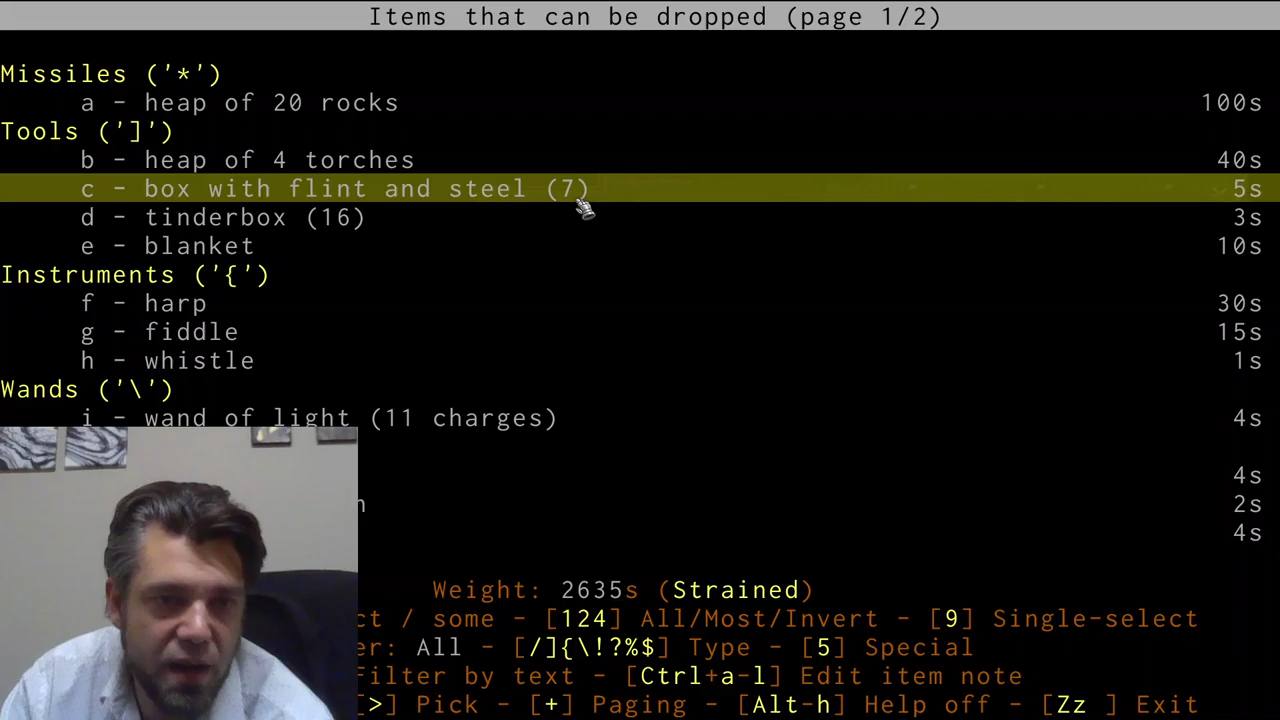 Items that can be dropped (page 1/2)
Missiles ('*')
a - heap of 20 rocks 100s
Tools (']')
b - heap of 4 torches 40s
c - box with flint and steel (7) 5s
d - tinderbox (16) 3s
e - blanket 10s
Instruments ('{')
f - harp 30s
g - fiddle 15s
h - whistle 1s
Wands ('\')
i - wand of light (11 charges) 4s
4s
2s
4s
Weight: 2635s (Strained)
ct / some - [124] All/Most/Invert - [9] Single-select
er: All - [/]{\!?%$] Type - [5] Special
Filter by text - [Ctrl+a-l] Edit item note
[>] Pick - [+] Paging - [Alt-h] Help off - [Zz ] Exit